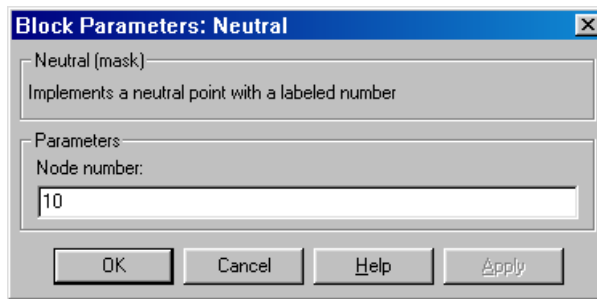 Block Parameters: Neutral
Neutral (mask)
Implements a neutral point with a labeled number
Parameters
Node number:
10
OK Cancel Help Apply